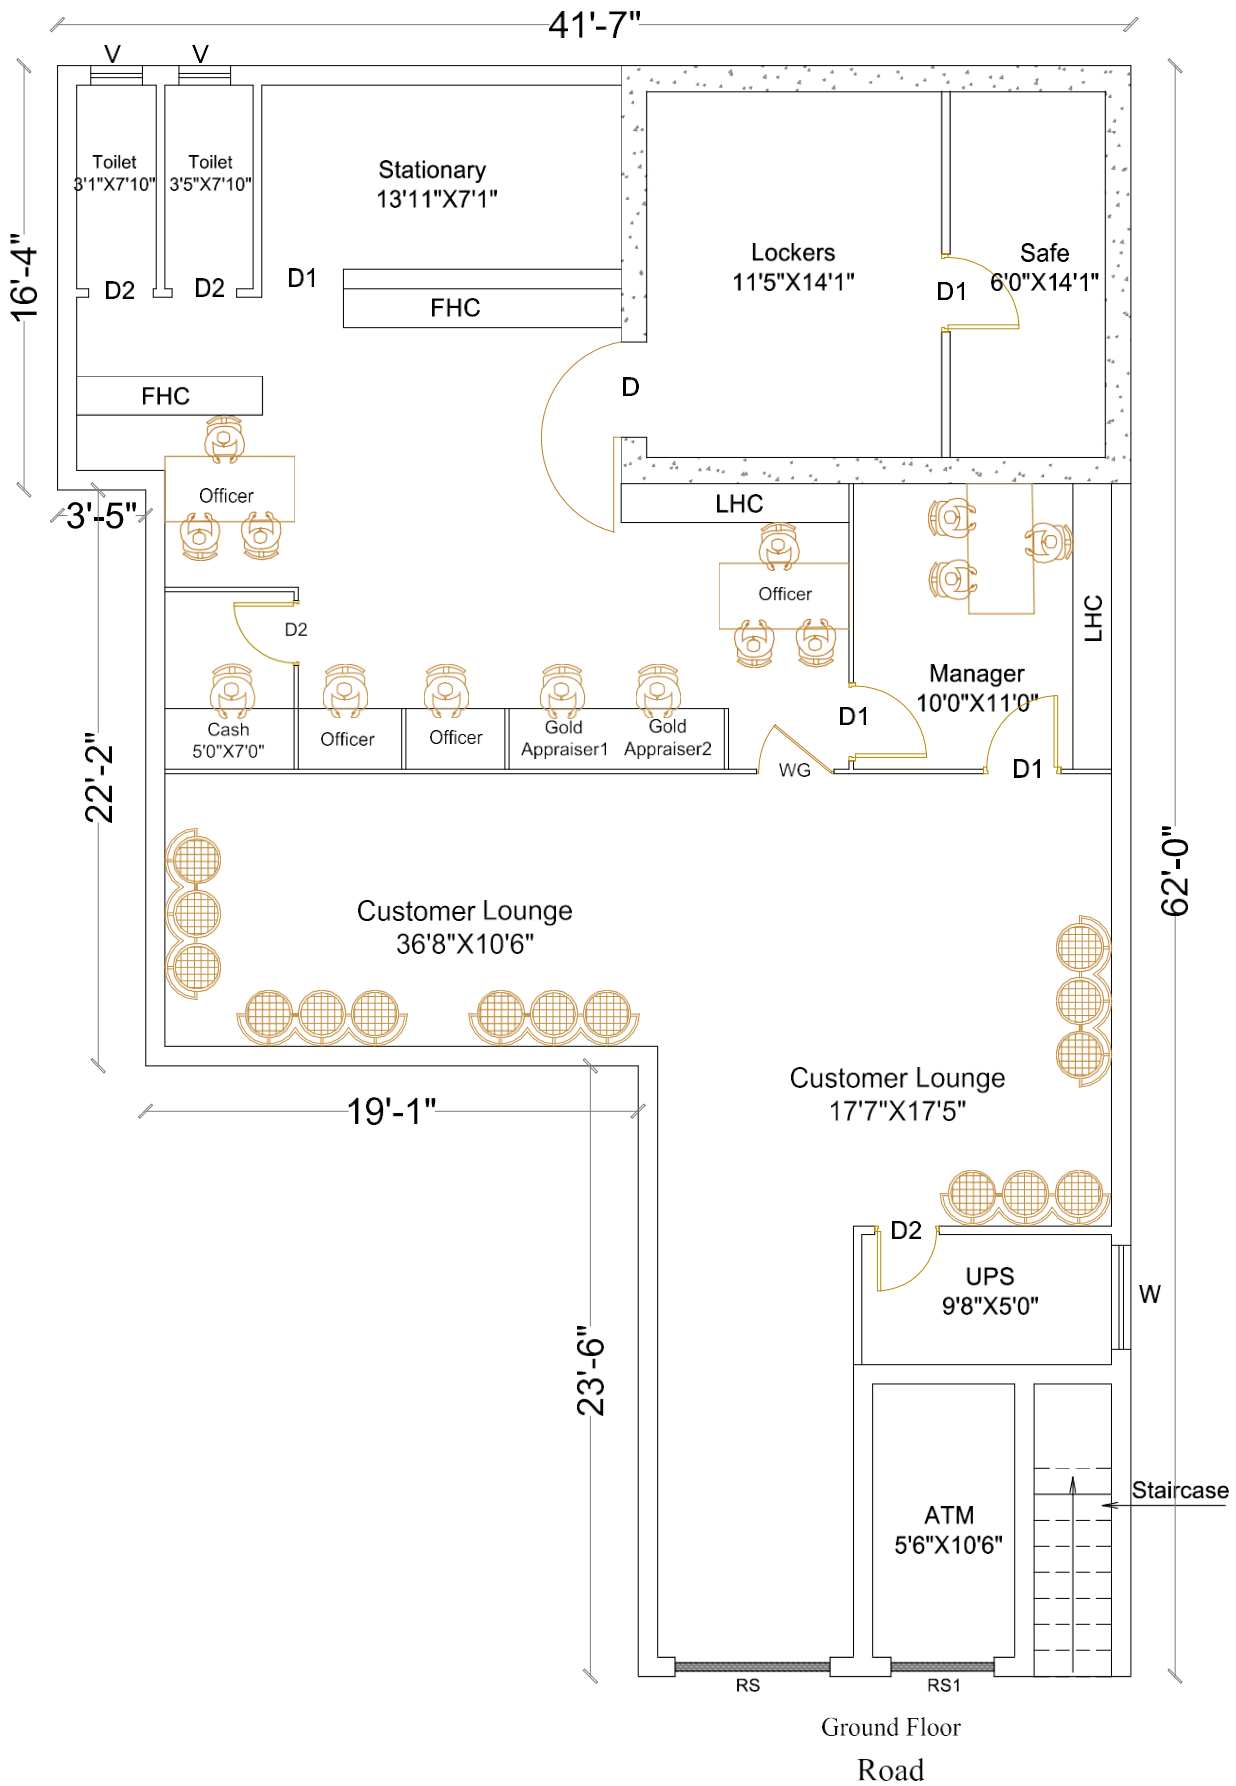 41'-7"
V
V
Toilet
3'1"X7'10"
Toilet
3'5"X7'10"
Stationary
13'11"X7'1"
Lockers
11'5"X14'1"
Safe
6'0"X14'1"
16'-4"
D2
D2
D1
D1
FHC
D
FHC
Officer
LHC
3'-5"
Officer
LHC
D2
Manager
10'0"X11'0"
D1
Cash
5'0"X7'0"
Officer
Officer
Gold
Appraiser1
Gold
Appraiser2
WG
D1
22'-2"
62'-0"
Customer Lounge
36'8"X10'6"
Customer Lounge
17'7"X17'5"
19'-1"
D2
UPS
9'8"X5'0"
W
23'-6"
Staircase
ATM
5'6"X10'6"
RS
RS1
Ground Floor
Road